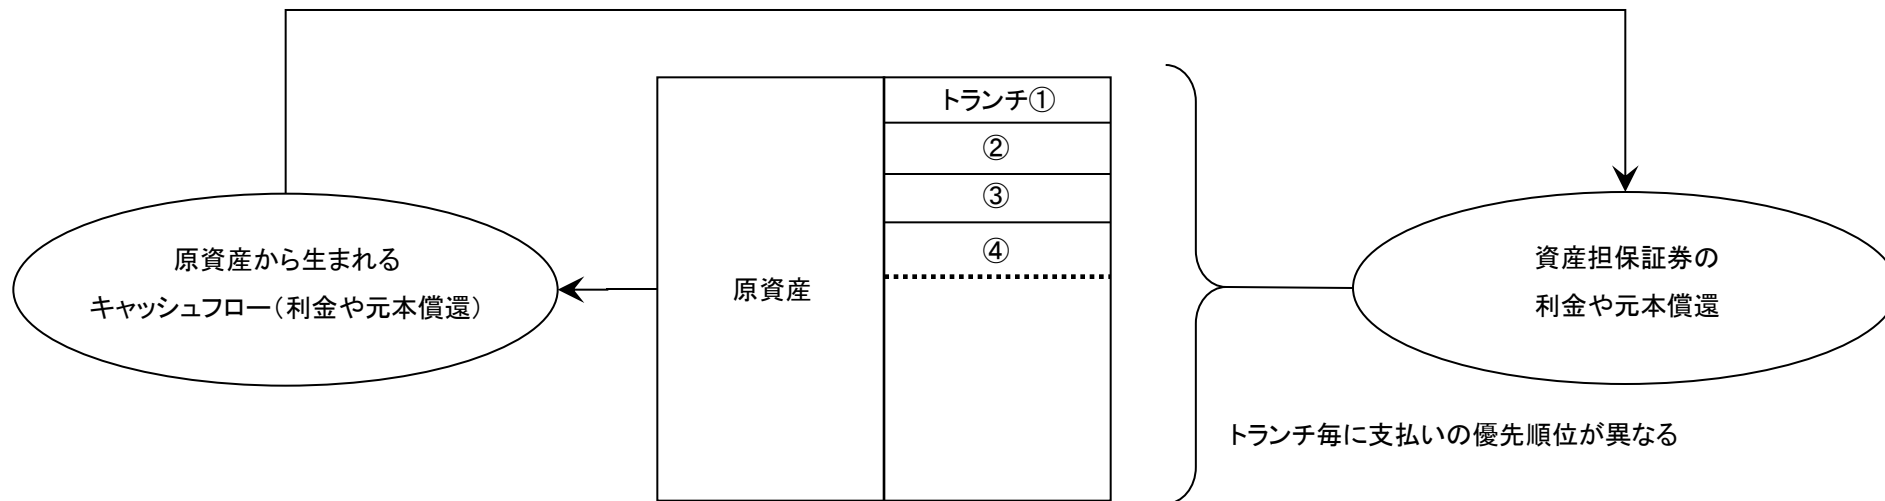 トランチ①
②
③
④
原資産
原資産から生まれる
キャッシュフロー（利金や元本償還）
資産担保証券の
利金や元本償還
トランチ毎に支払いの優先順位が異なる